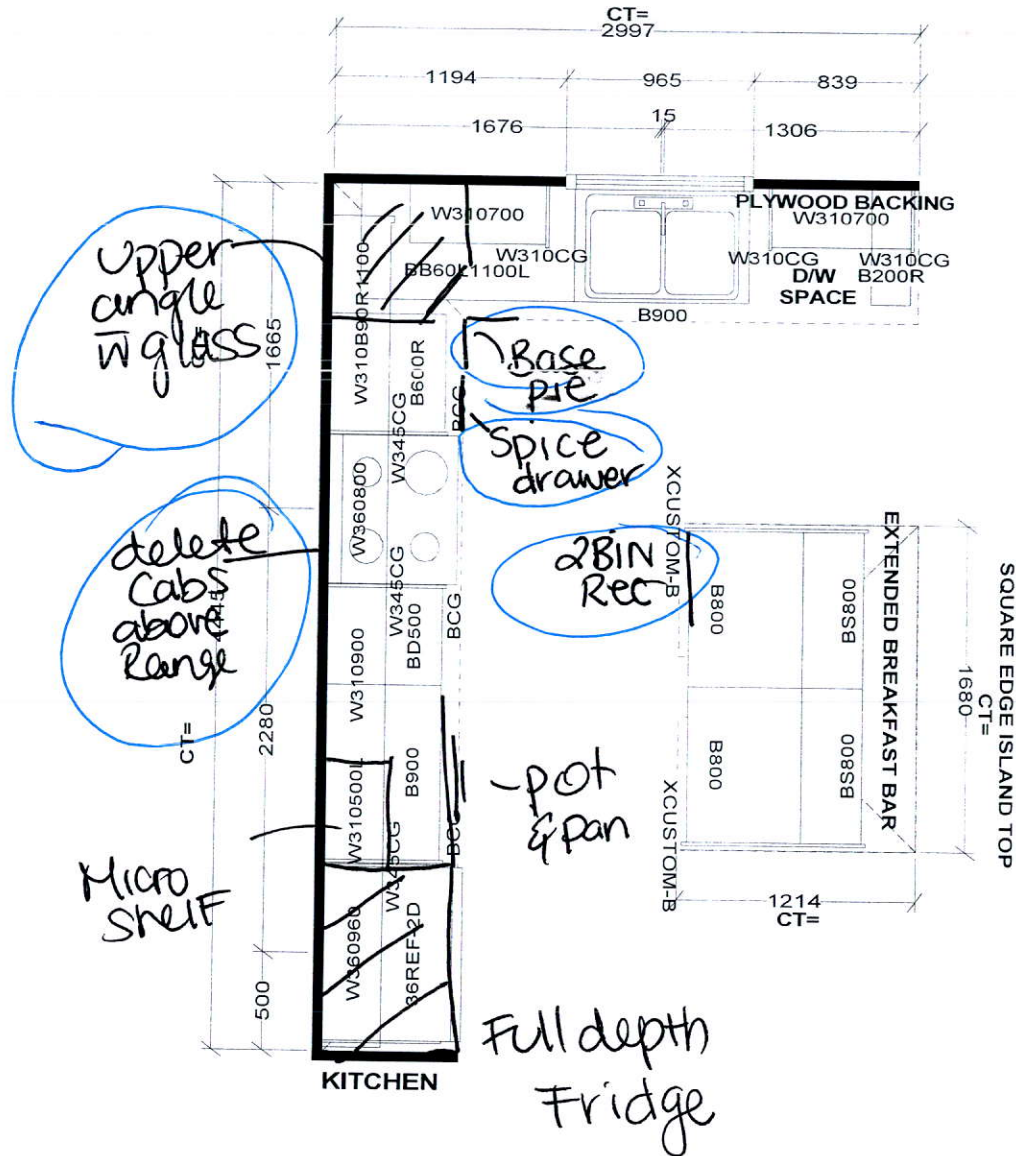 CT=
2997
1194
965
839
1676
15
1306
PLYWOOD BACKING
W310700
W310700
W310CG
W310CG
W310CG
BB60L1100L
D/W
SPACE
B200R
B900
upper
angle
w glass
1665
W310B90R1100
B600R
BCG
W345CG
Base
pie
Spice
drawer
W360800
W345CG
delete
Cabs
above
Range
CT=
2280
BD500
BCG
W310900
2BIN
Rec
XCUSTOM-B
B800
BS800
EXTENDED BREAKFAST BAR
1680
CT=
SQUARE EDGE ISLAND TOP
B800
BS800
XCUSTOM-B
1214
CT=
B900
BCG
W310500L
W345CG
pot
& pan
Micro
Shelf
W360960
36REF-2D
500
KITCHEN
Full depth
Fridge